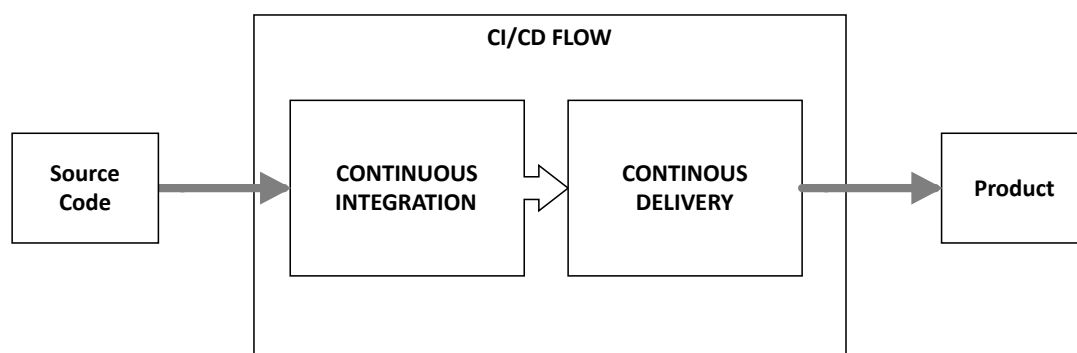 CI/CD FLOW
Source
Code
CONTINUOUS
INTEGRATION
CONTINOUS
DELIVERY
Product